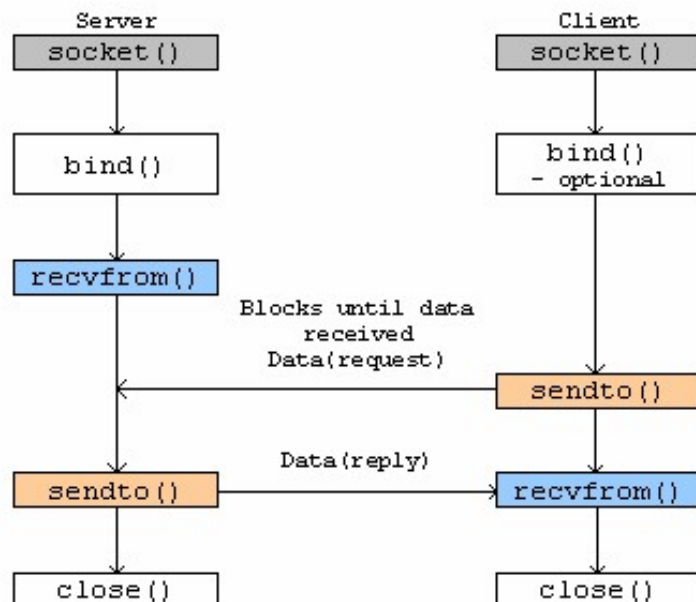 Server
Client
socket()
socket()
bind()
bind()
- optional
recvfrom()
Blocks until data
received
Data(request)
sendto()
Data(reply)
sendto()
recvfrom()
close()
close()